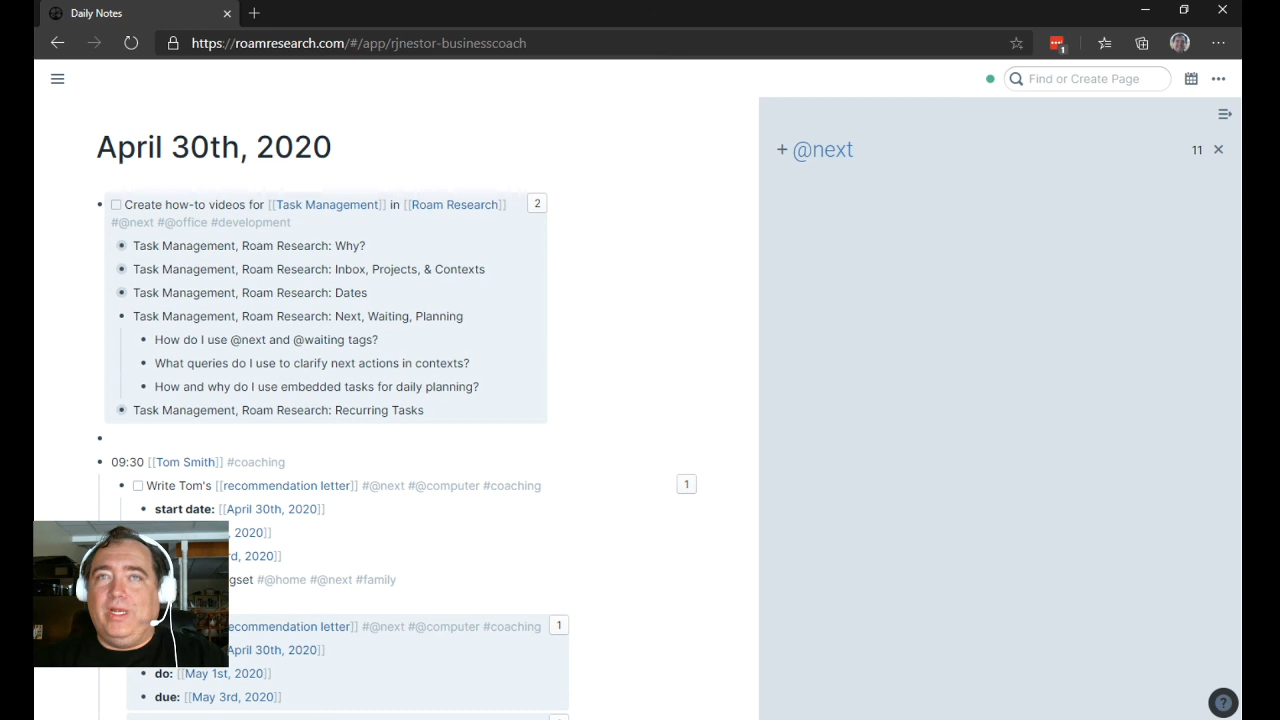 Daily Notes
https://roamresearch.com/#/app/rjnestor-businesscoach
1
Find or Create Page
April 30th, 2020
Create how-to videos for [[Task Management]] in [[Roam Research]]
2
#@next #@office #development
Task Management, Roam Research: Why?
Task Management, Roam Research: Inbox, Projects, & Contexts
Task Management, Roam Research: Dates
Task Management, Roam Research: Next, Waiting, Planning
How do I use @next and @waiting tags?
What queries do I use to clarify next actions in contexts?
How and why do I use embedded tasks for daily planning?
Task Management, Roam Research: Recurring Tasks
09:30 [[Tom Smith]] #coaching
Write Tom's [[recommendation letter]] #@next #@computer #coaching
1
start date: [[April 30th, 2020]]
, 2020]]
rd, 2020]]
gset #@home #@next #family
ecommendation letter]] #@next #@computer #coaching
1
April 30th, 2020]]
do: [[May 1st, 2020]]
due: [[May 3rd, 2020]]
+ @next
11
?